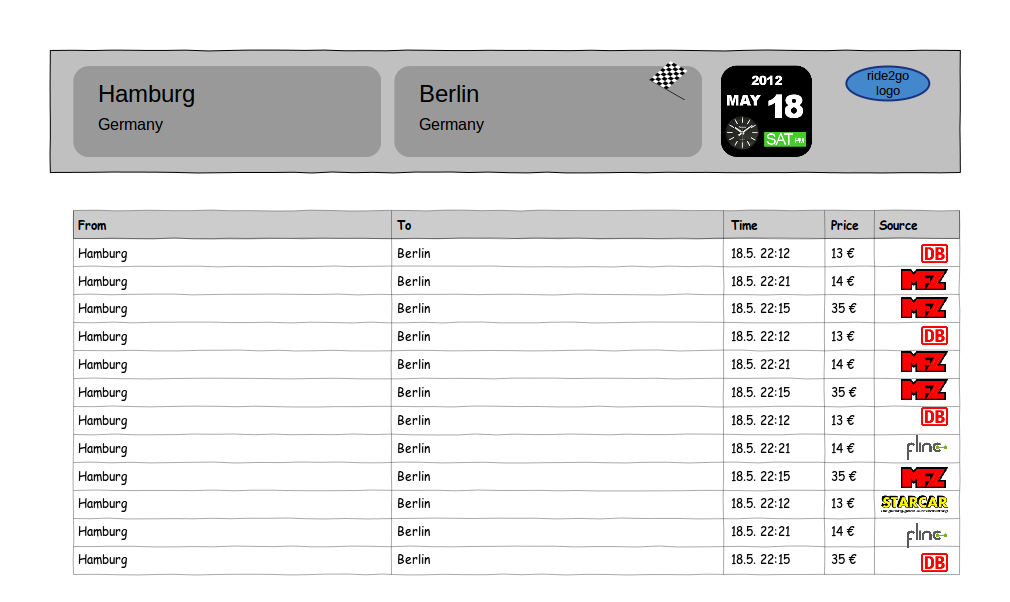 Hamburg
Germany
Berlin
Germany
2012
MAY 18
SAT PM
ride2go
logo
From To Time Price Source
Hamburg Berlin 18.5. 22:12 13 € DB
Hamburg Berlin 18.5. 22:21 14 € MFZ
Hamburg Berlin 18.5. 22:15 35 € MFZ
Hamburg Berlin 18.5. 22:12 13 € DB
Hamburg Berlin 18.5. 22:21 14 € MFZ
Hamburg Berlin 18.5. 22:15 35 € MFZ
Hamburg Berlin 18.5. 22:12 13 € DB
Hamburg Berlin 18.5. 22:21 14 € flinc
Hamburg Berlin 18.5. 22:15 35 € MFZ
Hamburg Berlin 18.5. 22:12 13 € STARCAR
Hamburg Berlin 18.5. 22:21 14 € flinc
Hamburg Berlin 18.5. 22:15 35 € DB